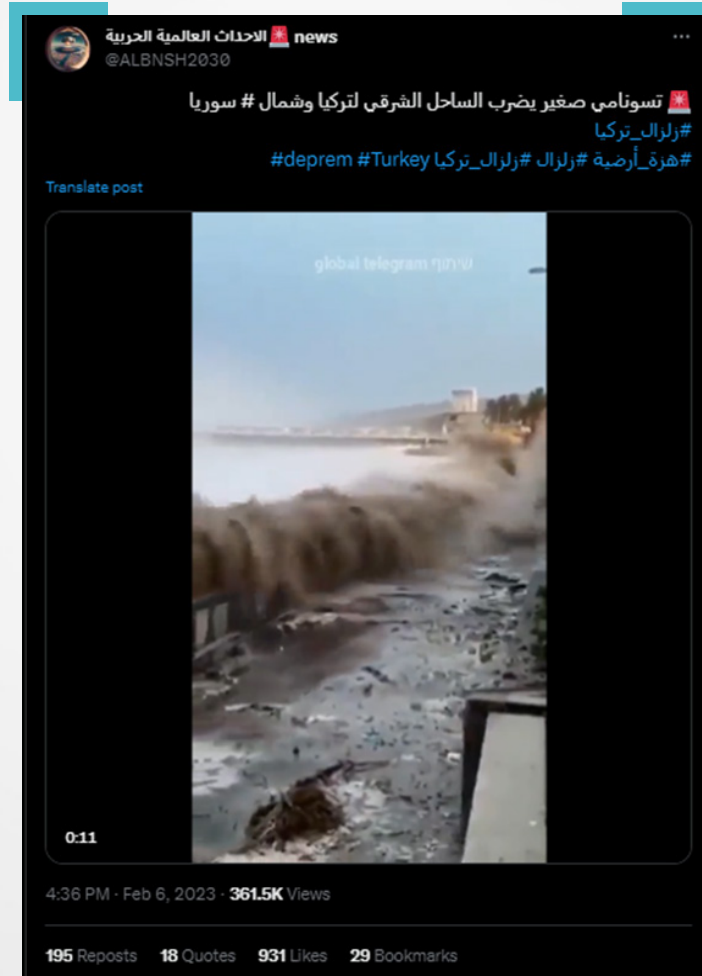 news 🚨 الاحداث العالمية الحربية
@ALBNSH2030
🚨 تسونامي صغير يضرب الساحل الشرقي لتركيا وشمال # سوريا
#زلزال_تركيا
#هزة_أرضية #زلزال #زلزال_تركيا #deprem #Turkey
Translate post
global telegram שיתוף
0:11
4:36 PM · Feb 6, 2023 · 361.5K Views
195 Reposts 18 Quotes 931 Likes 29 Bookmarks